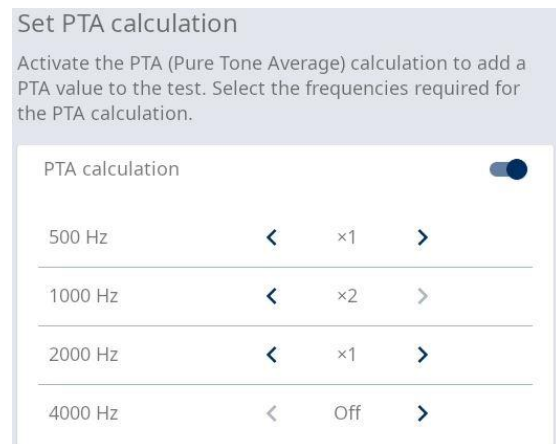 Set PTA calculation
Activate the PTA (Pure Tone Average) calculation to add a
PTA value to the test. Select the frequencies required for
the PTA calculation.
PTA calculation
500 Hz < ×1 >
1000 Hz < ×2 >
2000 Hz < ×1 >
4000 Hz < Off >